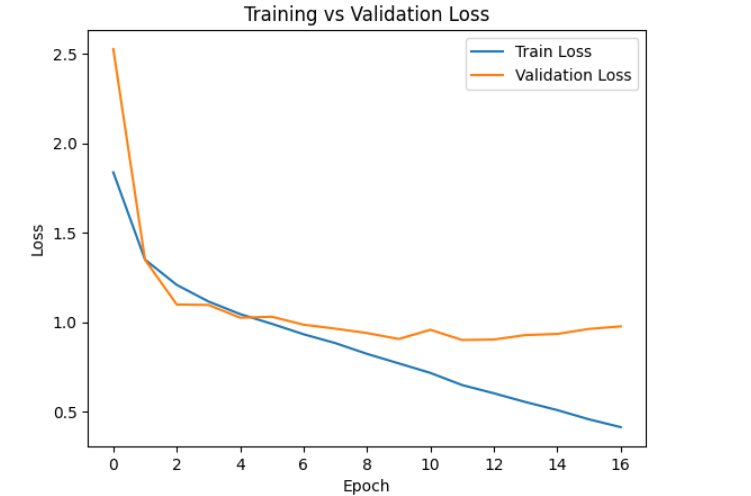 Training vs Validation Loss
Train Loss
Validation Loss
2.5
2.0
1.5
1.0
0.5
Loss
0 2 4 6 8 10 12 14 16
Epoch